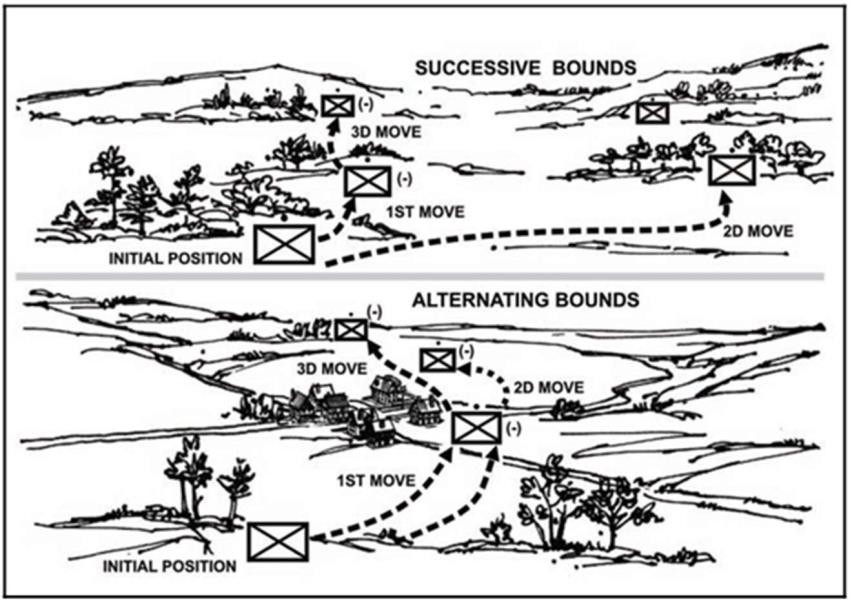 SUCCESSIVE BOUNDS
(-)
3D MOVE
(-)
1ST MOVE
2D MOVE
INITIAL POSITION
ALTERNATING BOUNDS
(-)
(-)
3D MOVE
2D MOVE
(-)
1ST MOVE
INITIAL POSITION